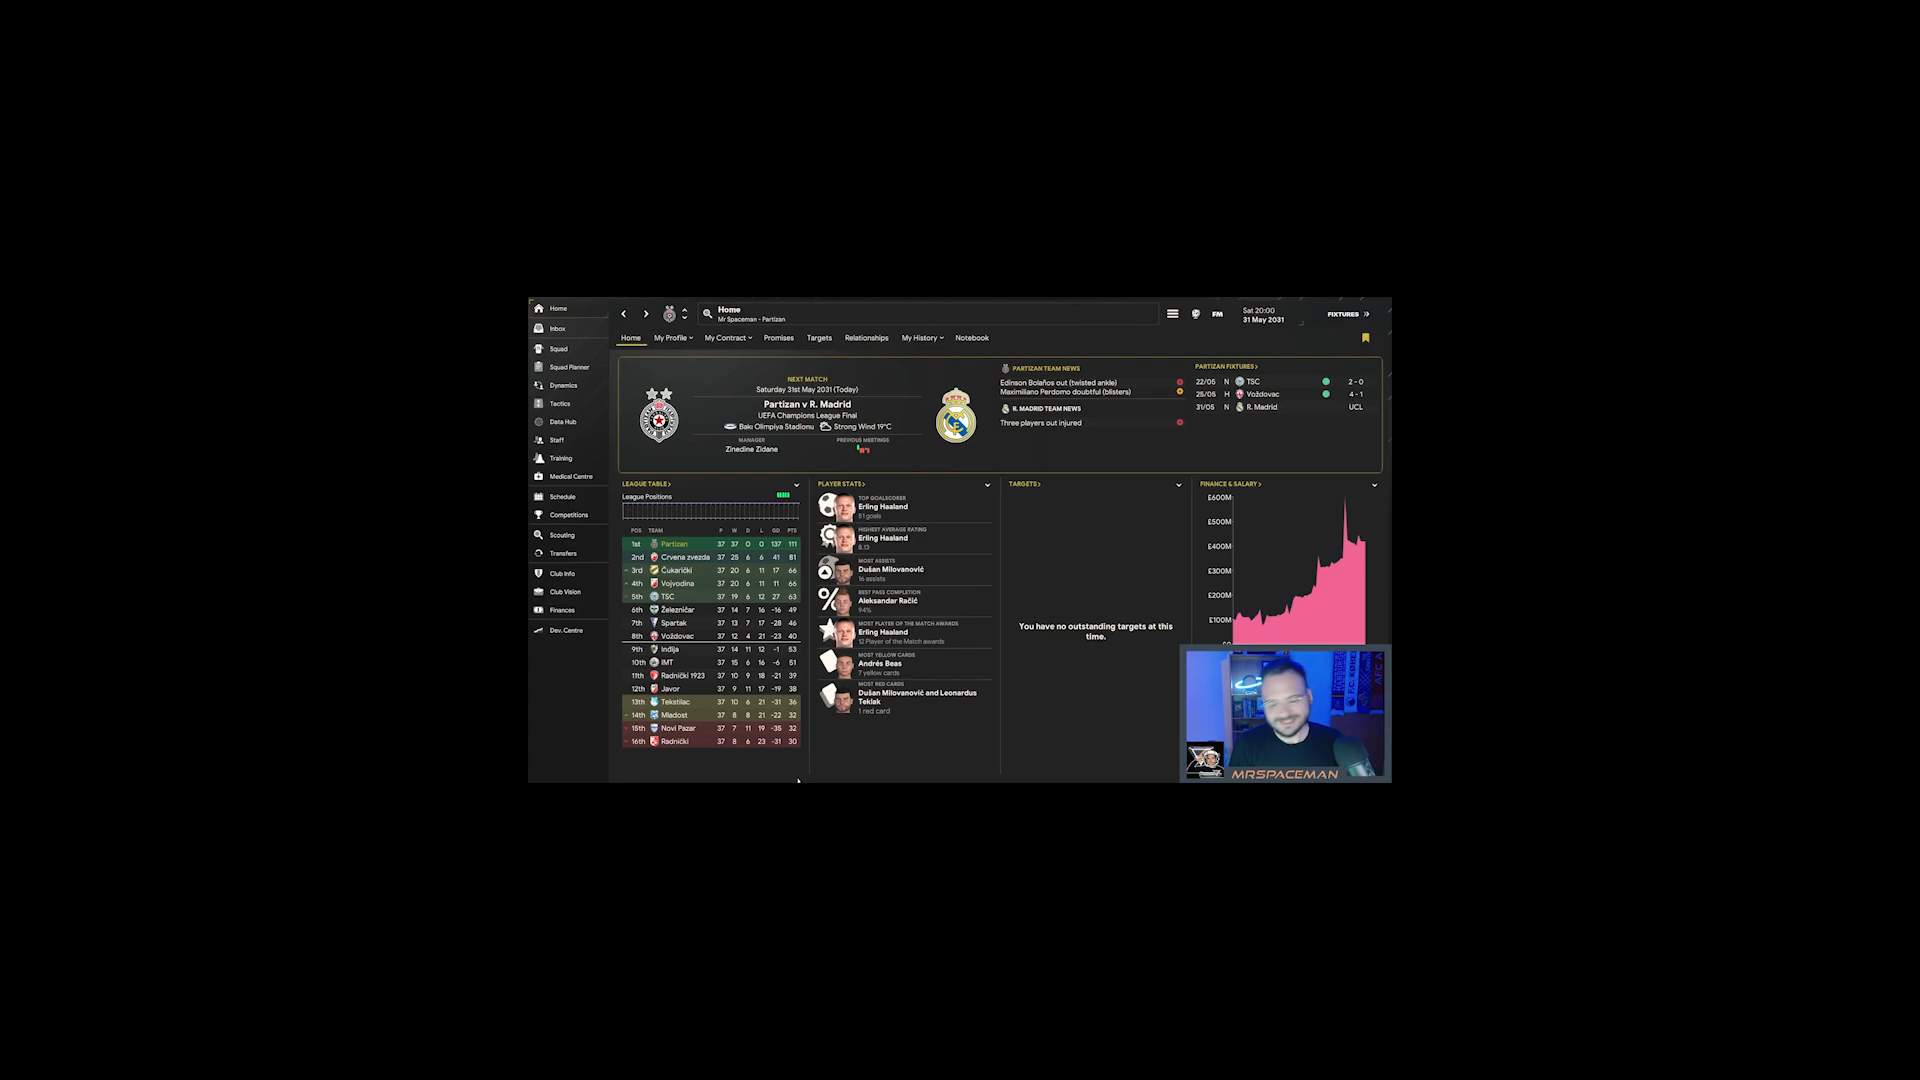 Home
Inbox
Squad
Squad Planner
Dynamics
Tactics
Data Hub
Staff
Training
Medical Centre
Schedule
Competitions
Scouting
Transfers
Club Info
Club Vision
Finances
Dev. Centre
Home
Mr Spaceman - Partizan
FM
Sat 20:00
31 May 2031
FIXTURES
Home My Profile My Contract Promises Targets Relationships My History Notebook
NEXT MATCH
Saturday 31st May 2031 (Today)
Partizan v R. Madrid
UEFA Champions League Final
Bakı Olimpiya Stadionu Strong Wind 19°C
MANAGER
Zinedine Zidane
PREVIOUS MEETINGS
PARTIZAN TEAM NEWS
Edinson Bolaños out (twisted ankle)
Maximiliano Perdomo doubtful (blisters)
R. MADRID TEAM NEWS
Three players out injured
PARTIZAN FIXTURES
22/05 N TSC 2 - 0
25/05 H Voždovac 4 - 1
31/05 N R. Madrid UCL
LEAGUE TABLE
League Positions
POS TEAM P W D L GD PTS
1st Partizan 37 37 0 0 137 111
2nd Crvena zvezda 37 25 6 6 41 81
3rd Čukarički 37 20 6 11 17 66
4th Vojvodina 37 20 6 11 11 66
5th TSC 37 19 6 12 27 63
6th Železničar 37 14 7 16 -16 49
7th Spartak 37 13 7 17 -28 46
8th Voždovac 37 12 4 21 -23 40
9th Inđija 37 14 11 12 -1 53
10th IMT 37 15 6 16 -6 51
11th Radnički 1923 37 10 9 18 -21 39
12th Javor 37 9 11 17 -19 38
13th Tekstilac 37 10 6 21 -31 36
14th Mladost 37 8 8 21 -22 32
15th Novi Pazar 37 7 11 19 -35 32
16th Radnički 37 8 6 23 -31 30
PLAYER STATS
TOP GOALSCORER
Erling Haaland
51 goals
HIGHEST AVERAGE RATING
Erling Haaland
8.13
MOST ASSISTS
Dušan Milovanović
16 assists
BEST PASS COMPLETION
Aleksandar Račić
94%
MOST PLAYER OF THE MATCH AWARDS
Erling Haaland
12 Player of the Match awards
MOST YELLOW CARDS
Andrés Beas
7 yellow cards
MOST RED CARDS
Dušan Milovanović and Leonardus
Teklak
1 red card
TARGETS
You have no outstanding targets at this
time.
FINANCE & SALARY
£600M
£500M
£400M
£300M
£200M
£100M
£0
MRSPACEMAN